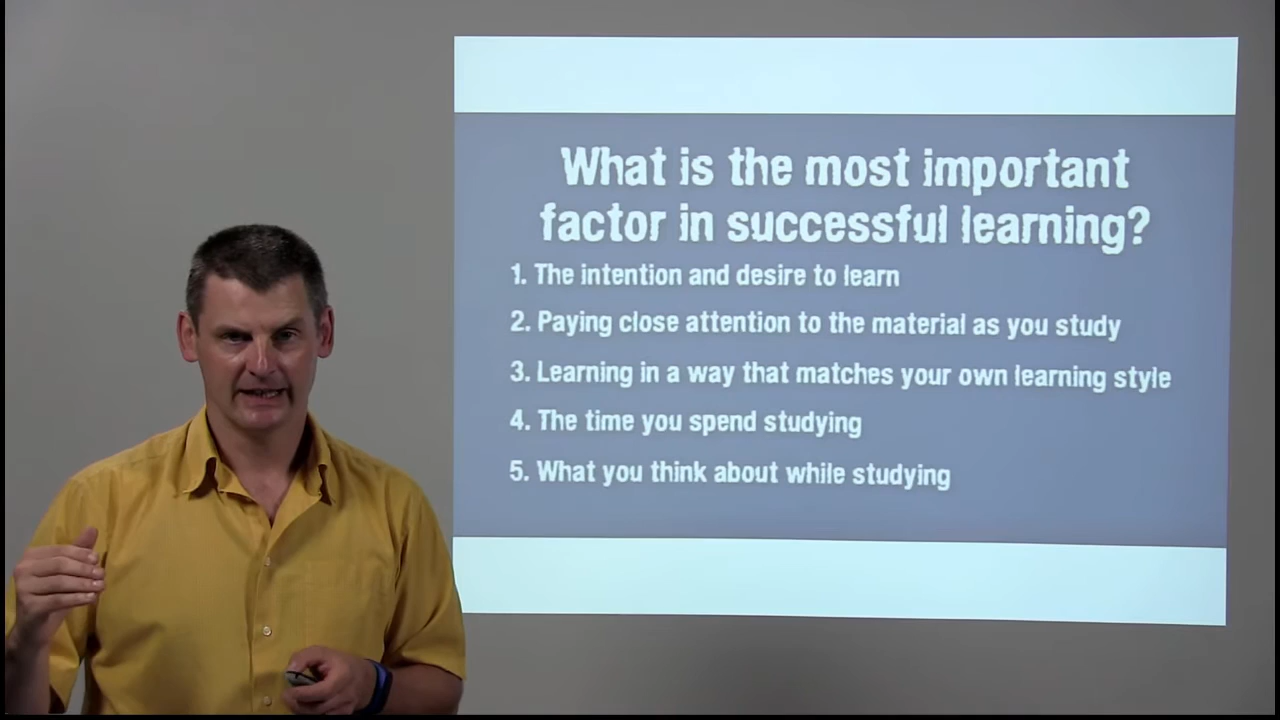 What is the most important
factor in successful learning?
1. The intention and desire to learn
2. Paying close attention to the material as you study
3. Learning in a way that matches your own learning style
4. The time you spend studying
5. What you think about while studying